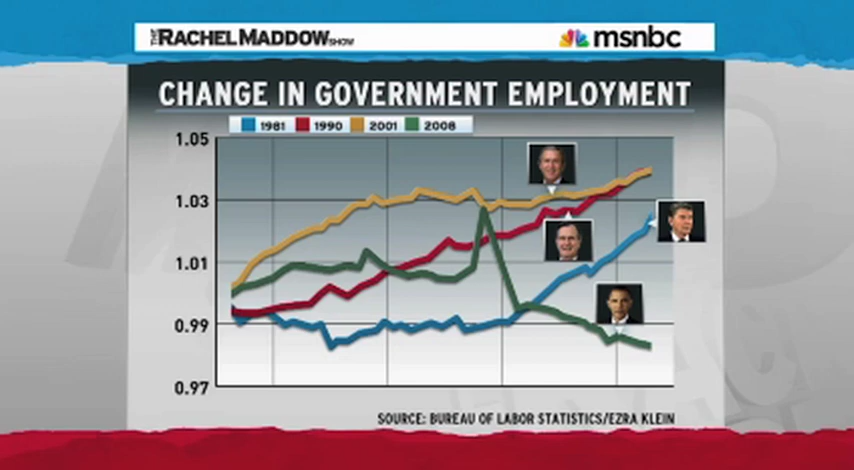 THE RACHEL MADDOW SHOW
msnbc
CHANGE IN GOVERNMENT EMPLOYMENT
1981 1990 2001 2008
1.05
1.03
1.01
0.99
0.97
SOURCE: BUREAU OF LABOR STATISTICS/EZRA KLEIN